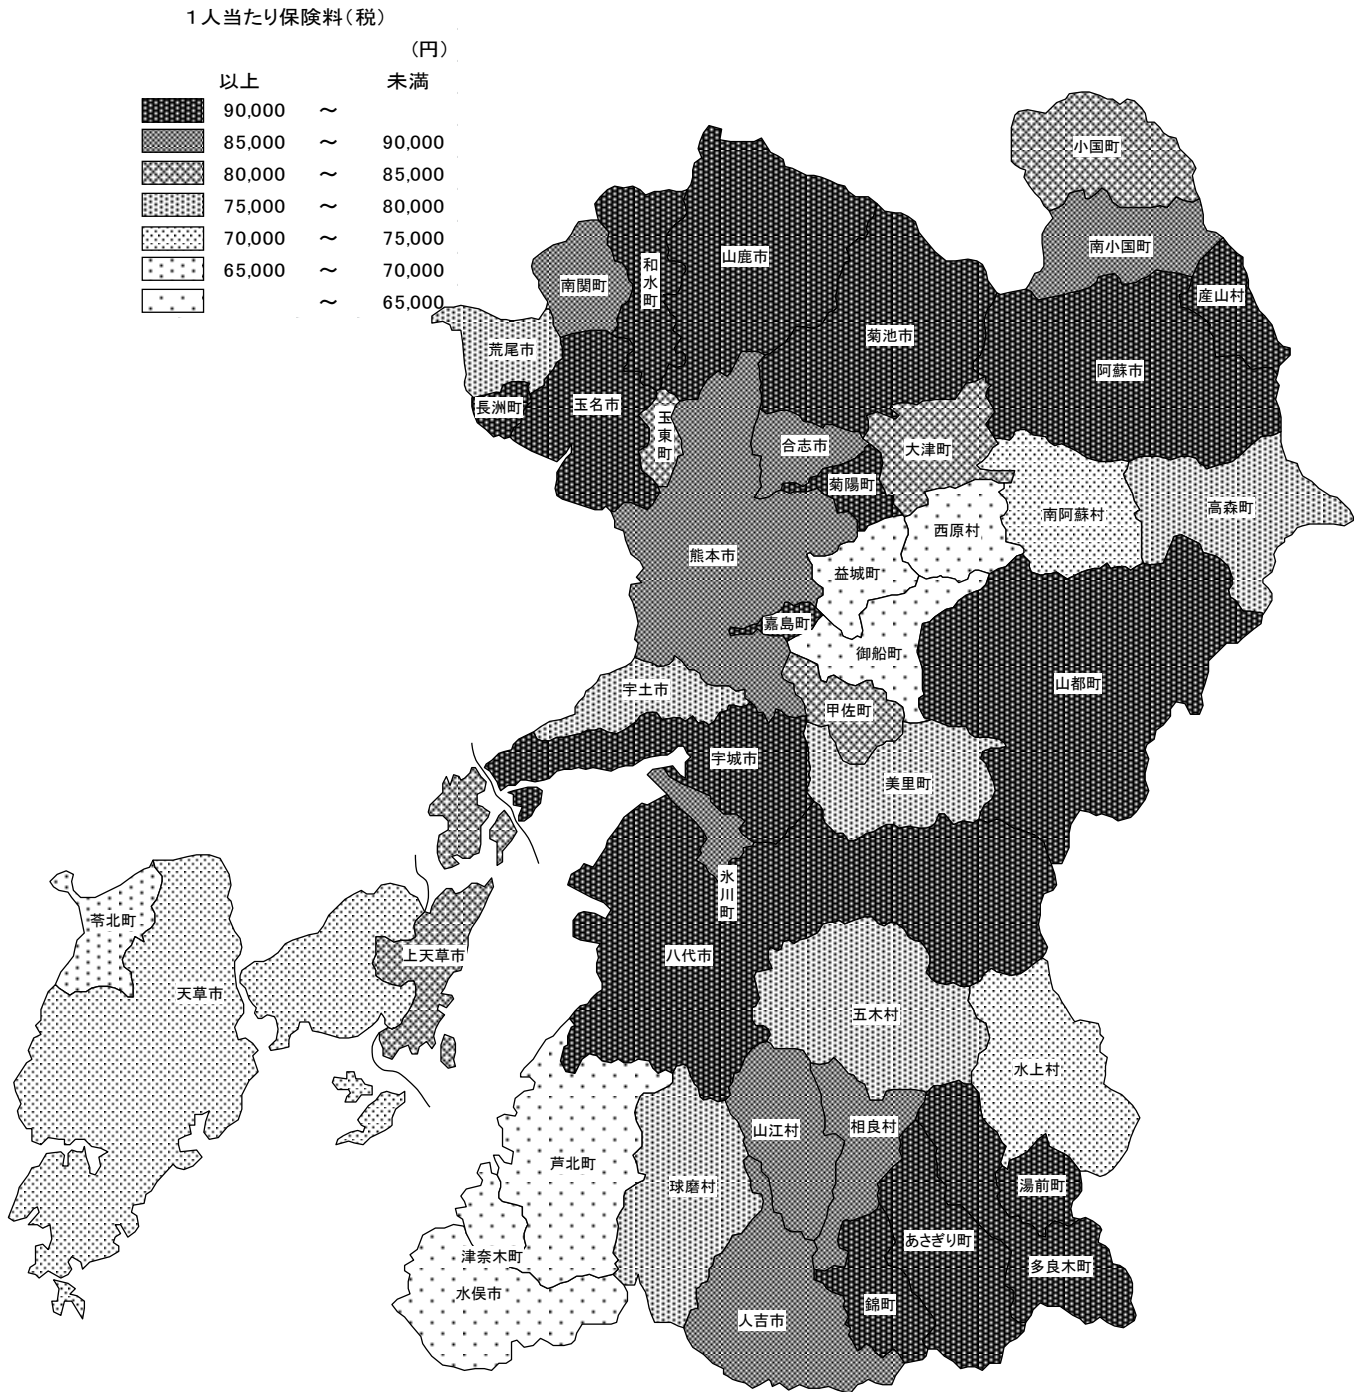 １人当たり保険料（税）
（円）
以上 未満
90,000 ～
85,000 ～ 90,000
80,000 ～ 85,000
75,000 ～ 80,000
70,000 ～ 75,000
65,000 ～ 70,000
～ 65,000
小国町
南小国町
産山村
山鹿市
和水町
南関町
菊池市
荒尾市
阿蘇市
長洲町
玉名市
玉東町
合志市
大津町
菊陽町
高森町
南阿蘇村
西原村
熊本市
益城町
嘉島町
御船町
山都町
宇土市
甲佐町
宇城市
美里町
氷川町
苓北町
上天草市
八代市
天草市
五木村
水上村
山江村
相良村
芦北町
球磨村
湯前町
あさぎり町
津奈木町
多良木町
水俣市
錦町
人吉市